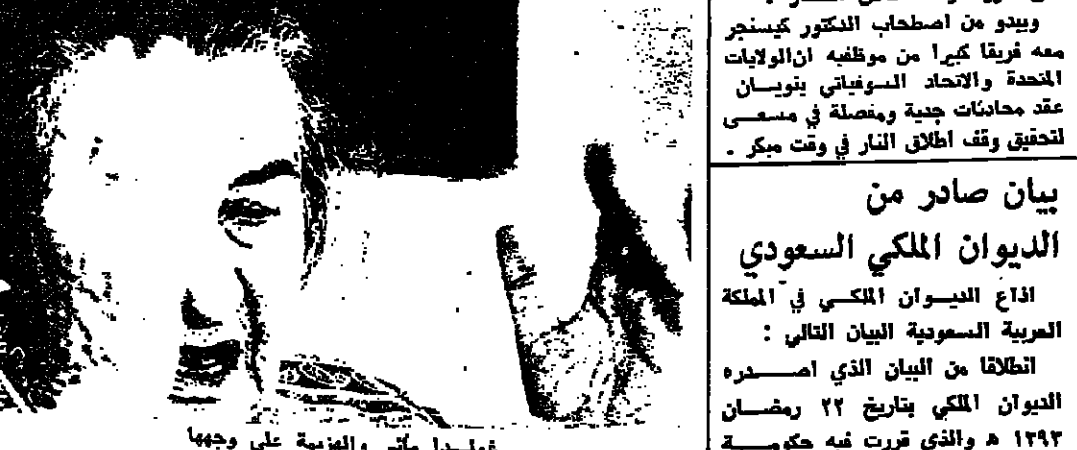 ويبدو من اصطحاب الدكتور كيسنجر
معه فريقا كبيرا من موظفيه ان الولايات
المتحدة والاتحاد السوفياتي ينويان
عقد محادثات جدية ومفصلة في مسعى
لتحقيق وقف اطلاق النار في وقت مبكر .
بيان صادر من
الديوان الملكي السعودي
اذاع الديوان الملكي في المملكة
العربية السعودية البيان التالي :
انطلاقا من البيان الذي اصدره
الديوان الملكي بتاريخ ٢٢ رمضان
١٣٩٣ ه والذي قررت فيه حكومة
مائير والهزيمة على وجهها